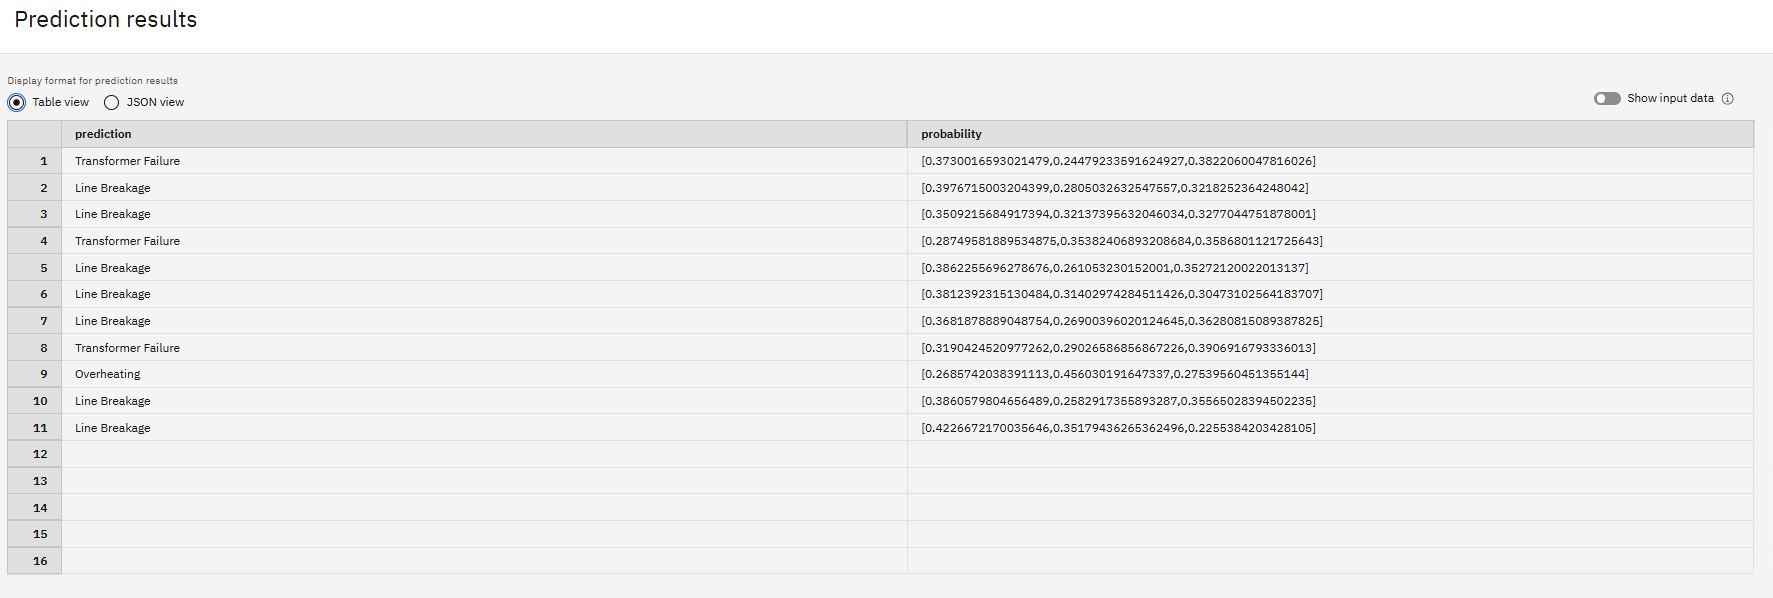 Prediction results
Display format for prediction results
Table view JSON view Show input data
prediction probability
1 Transformer Failure [0.3730016593021479,0.24479233591624927,0.3822060047816026]
2 Line Breakage [0.3976715003204399,0.2805032632547557,0.3218252364248042]
3 Line Breakage [0.3509215684917394,0.32137395632046034,0.3277044751878001]
4 Transformer Failure [0.28749581889534875,0.35382406893208684,0.3586801121725643]
5 Line Breakage [0.3862255696278676,0.261053230152001,0.35272120022013137]
6 Line Breakage [0.3812392315130484,0.31402974284511426,0.30473102564183707]
7 Line Breakage [0.3681878889048754,0.26900396020124645,0.36280815089387825]
8 Transformer Failure [0.3190424520977262,0.29026586856867226,0.3906916793336013]
9 Overheating [0.2685742038391113,0.456030191647337,0.27539560451355144]
10 Line Breakage [0.3860579804656489,0.2582917355893287,0.35565028394502235]
11 Line Breakage [0.4226672170035646,0.35179436265362496,0.2255384203428105]
12
13
14
15
16